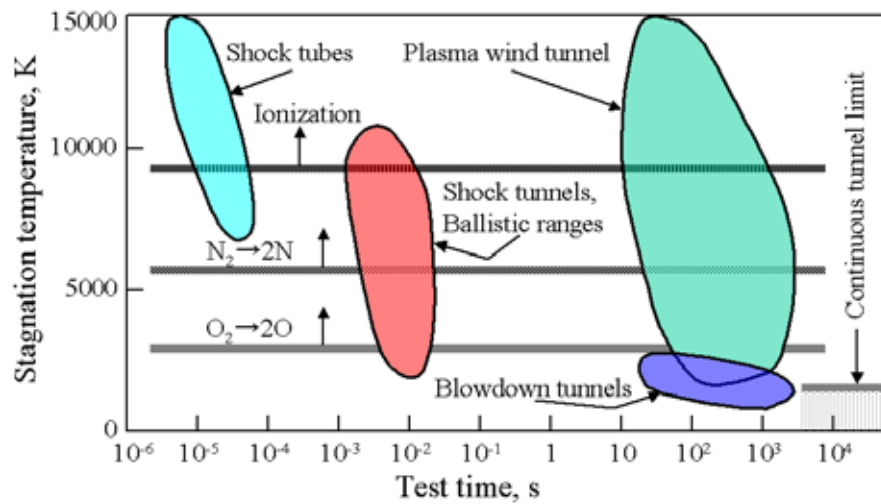 15000
Shock tubes
Plasma wind tunnel
Ionization
10000
Shock tunnels,
Ballistic ranges
N₂→2N
5000
O₂→2O
Blowdown tunnels
0
10⁻⁶ 10⁻⁵ 10⁻⁴ 10⁻³ 10⁻² 10⁻¹ 1 10 10² 10³ 10⁴
Test time, s
Stagnation temperature, K
Continuous tunnel limit